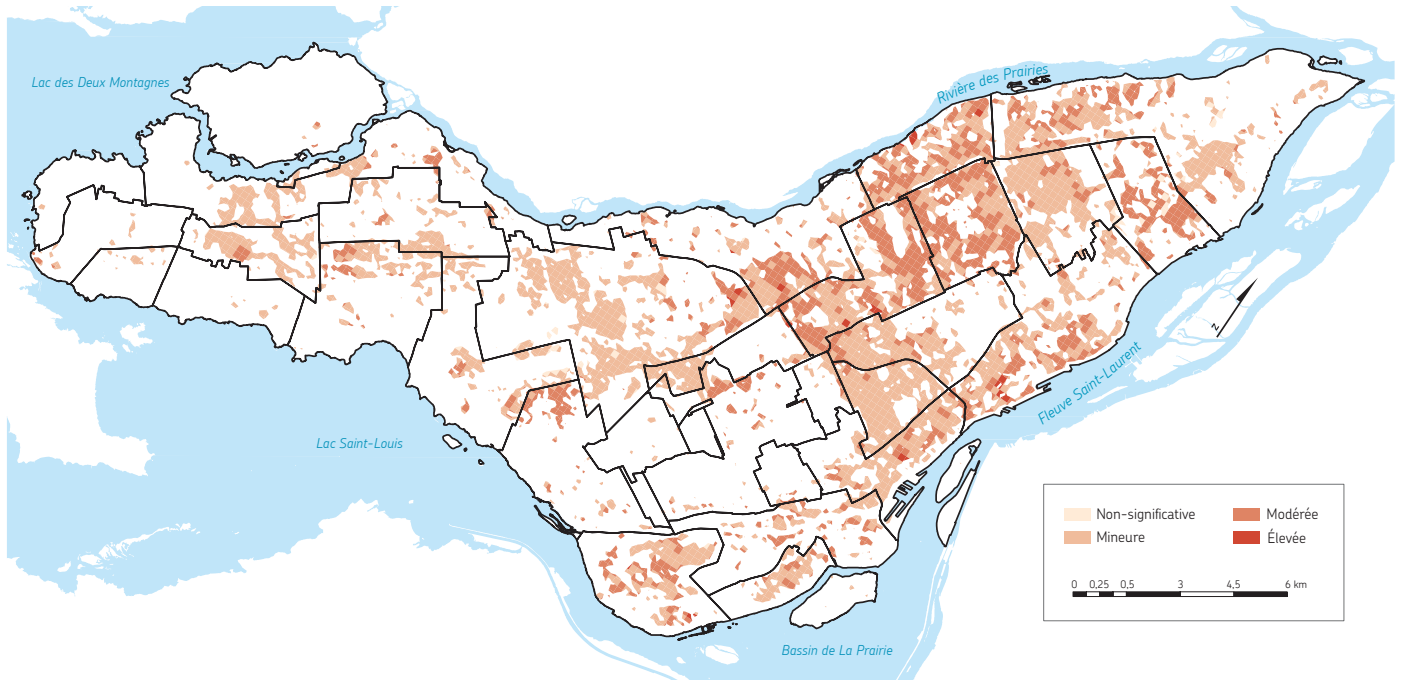 Lac des Deux Montagnes
Rivière des Prairies
N
Fleuve Saint-Laurent
Lac Saint-Louis
Bassin de La Prairie
Non-significative
Modérée
Mineure
Élevée
0 0,25 0,5 3 4,5 6 km